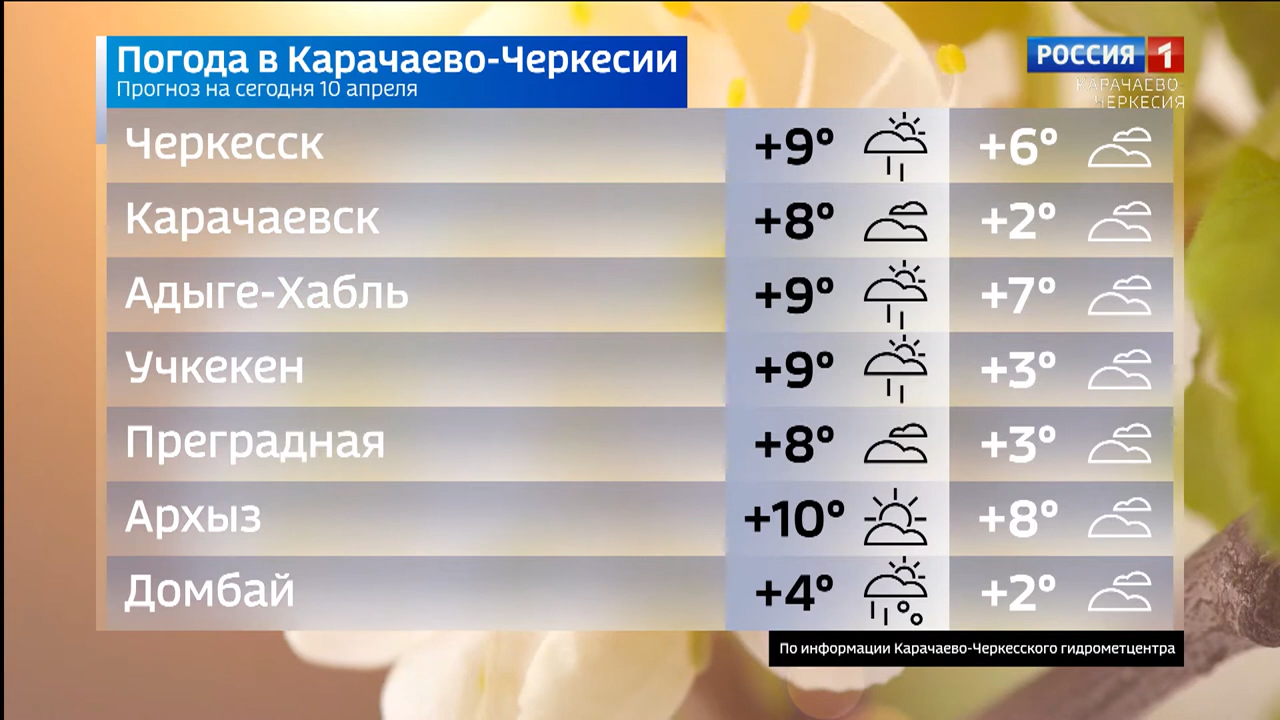 Погода в Карачаево-Черкесии
Прогноз на сегодня 10 апреля
РОССИЯ 1
КАРАЧАЕВО-
ЧЕРКЕСИЯ
Черкесск +9° +6°
Карачаевск +8° +2°
Адыге-Хабль +9° +7°
Учкекен +9° +3°
Преградная +8° +3°
Архыз +10° +8°
Домбай +4° +2°
По информации Карачаево-Черкесского гидрометцентра